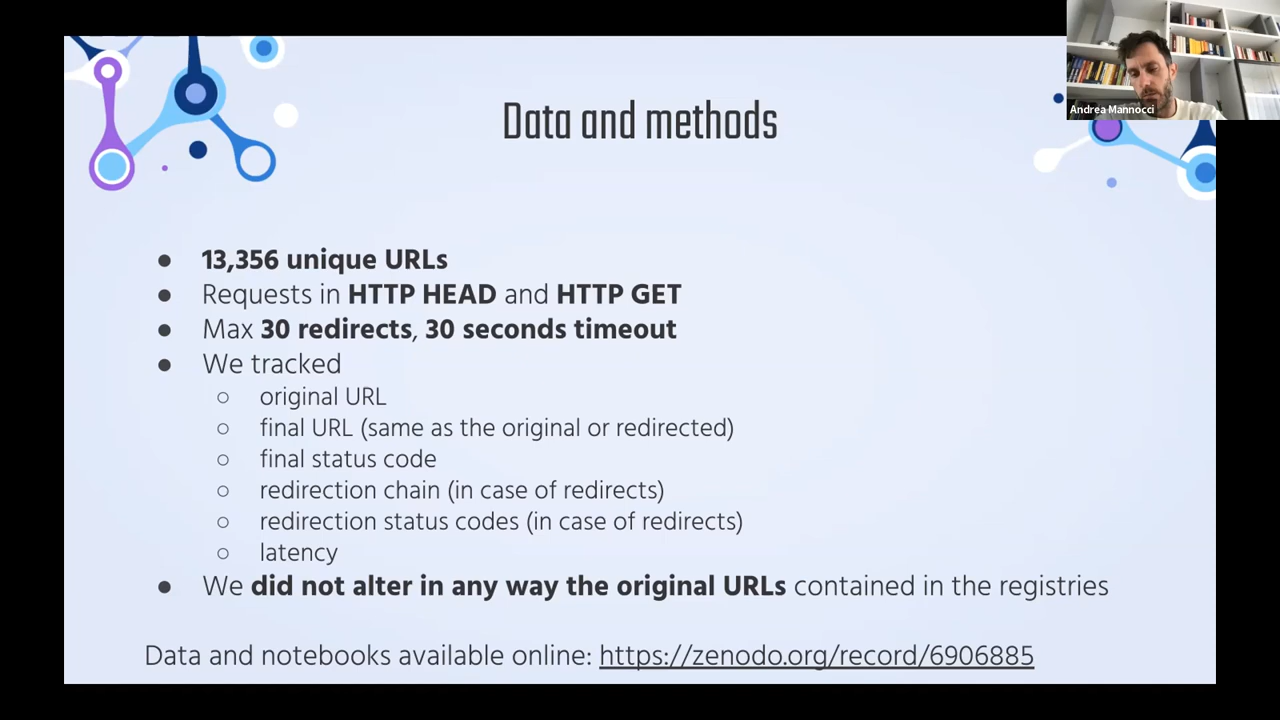 Andrea Mannocci
Data and methods
● 13,356 unique URLs
● Requests in HTTP HEAD and HTTP GET
● Max 30 redirects, 30 seconds timeout
● We tracked
○ original URL
○ final URL (same as the original or redirected)
○ final status code
○ redirection chain (in case of redirects)
○ redirection status codes (in case of redirects)
○ latency
● We did not alter in any way the original URLs contained in the registries
Data and notebooks available online: https://zenodo.org/record/6906885